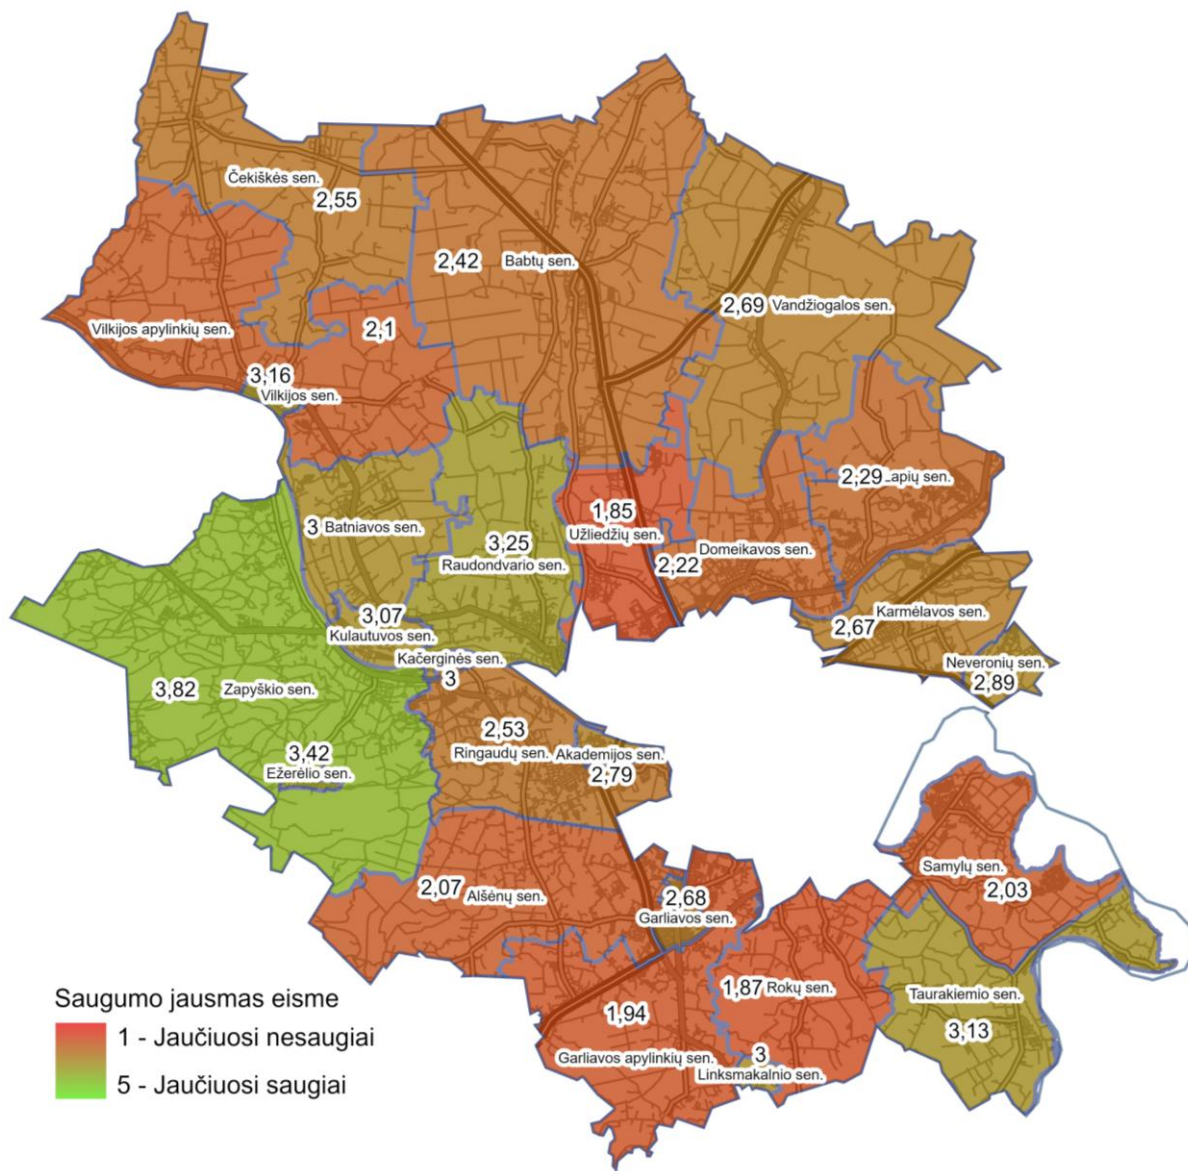 Čekiškės sen.
2,55
2,42
Babtų sen.
2,69
Vandžiogalos sen.
Vilkijos apylinkių sen.
2,1
3,16
Vilkijos sen.
2,29
Lapių sen.
1,85
Užliedžių sen.
3
Batniavos sen.
3,25
Raudondvario sen.
2,22
Domeikavos sen.
3,07
Kulautuvos sen.
2,67
Karmėlavos sen.
Kačerginės sen.
3
Neveronių sen.
2,89
3,82
Zapyškio sen.
3,42
Ežerėlio sen.
2,53
Ringaudų sen.
Akademijos sen.
2,79
2,07
Alšėnų sen.
2,68
Garliavos sen.
Samylų sen.
2,03
1,87
Rokų sen.
Taurakiemio sen.
3,13
1,94
Garliavos apylinkių sen.
3
Linksmakalnio sen.
Saugumo jausmas eisme
1 - Jaučiuosi nesaugiai
5 - Jaučiuosi saugiai